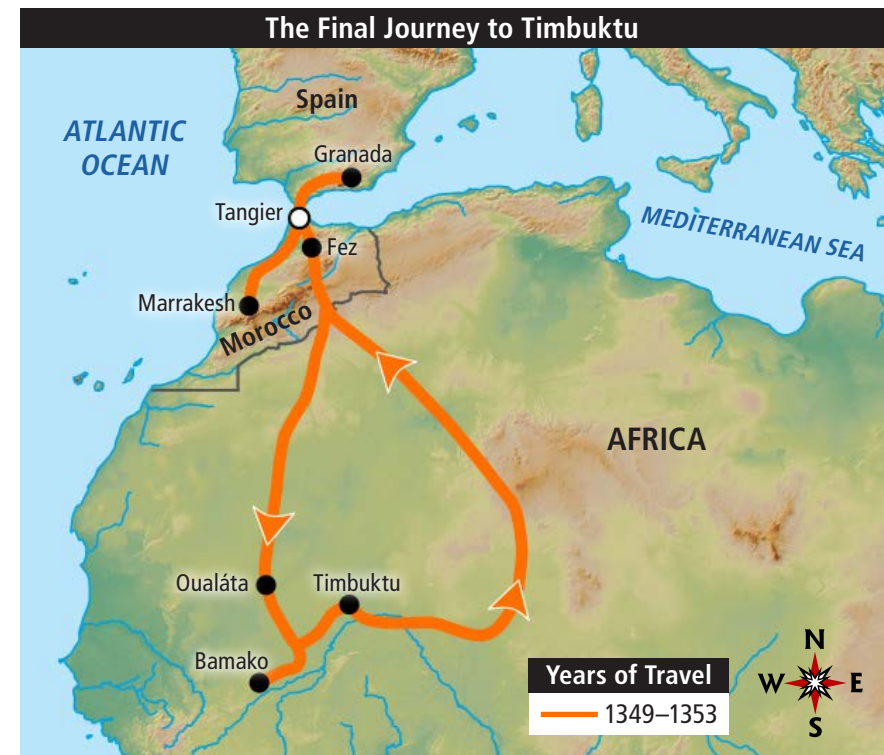 The Final Journey to Timbuktu
Spain
ATLANTIC
OCEAN
Granada
Tangier
MEDITERRANEAN SEA
Fez
Marrakesh
Morocco
AFRICA
Oualáta
Timbuktu
Bamako
Years of Travel
1349–1353
N
W
E
S